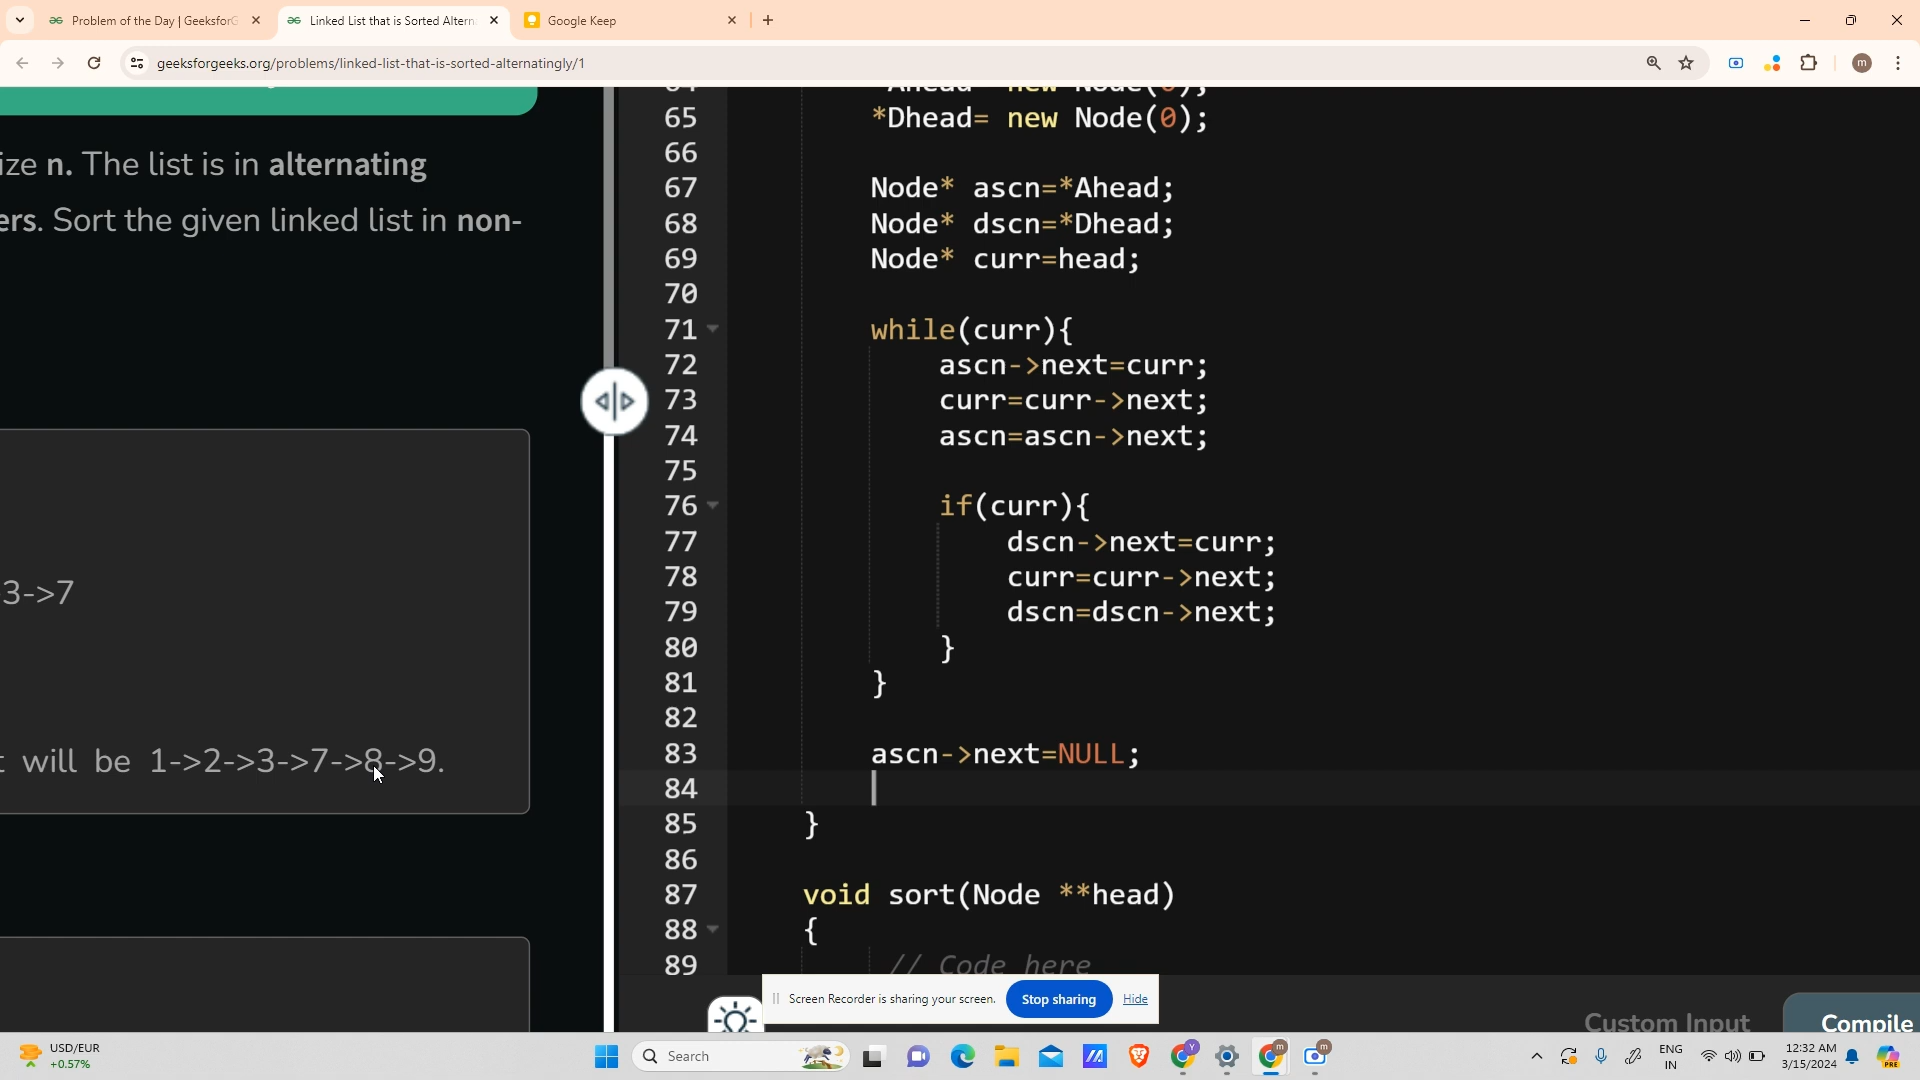 Problem of the Day | GeeksforG
Linked List that is Sorted Altern
Google Keep
geeksforgeeks.org/problems/linked-list-that-is-sorted-alternatingly/1
m
ize n. The list is in alternating
ers. Sort the given linked list in non-
3->7
will be 1->2->3->7->8->9.
64 *Ahead= new Node(0);
65 *Dhead= new Node(0);
66
67 Node* ascn=*Ahead;
68 Node* dscn=*Dhead;
69 Node* curr=head;
70
71 while(curr){
72 ascn->next=curr;
73 curr=curr->next;
74 ascn=ascn->next;
75
76 if(curr){
77 dscn->next=curr;
78 curr=curr->next;
79 dscn=dscn->next;
80 }
81 }
82
83 ascn->next=NULL;
84
85 }
86
87 void sort(Node **head)
88 {
89 // Code here
Screen Recorder is sharing your screen. Stop sharing Hide
Custom Input Compile
USD/EUR
+0.57%
Search
ENG
IN
12:32 AM
3/15/2024